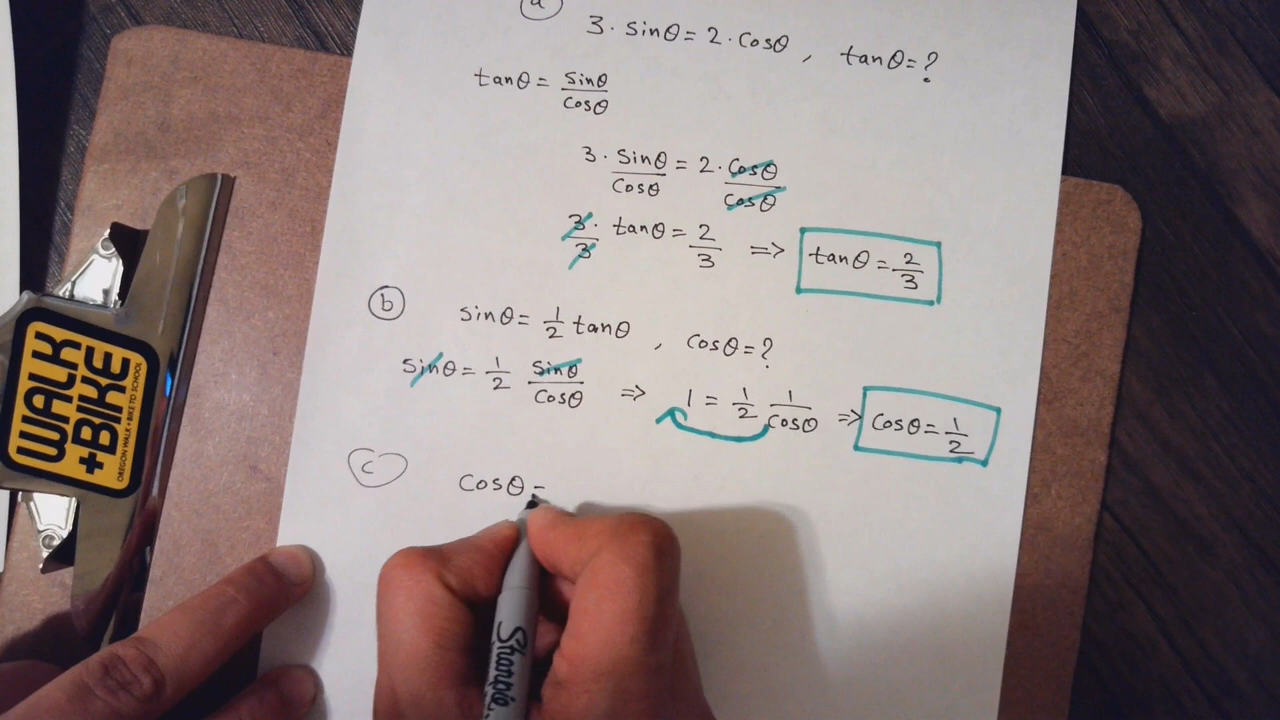 a
3 · sinθ = 2 · cosθ , tanθ = ?
tanθ = sinθ/cosθ
3 · sinθ/cosθ = 2 · cosθ/cosθ
3/3 · tanθ = 2/3 => tanθ = 2/3
b
sinθ = 1/2 tanθ , cosθ = ?
sinθ = 1/2 sinθ/cosθ => 1 = 1/2 1/cosθ => cosθ = 1/2
c
cosθ =
WALK
+BIKE
OREGON WALK + BIKE TO SCHOOL
Sharpie